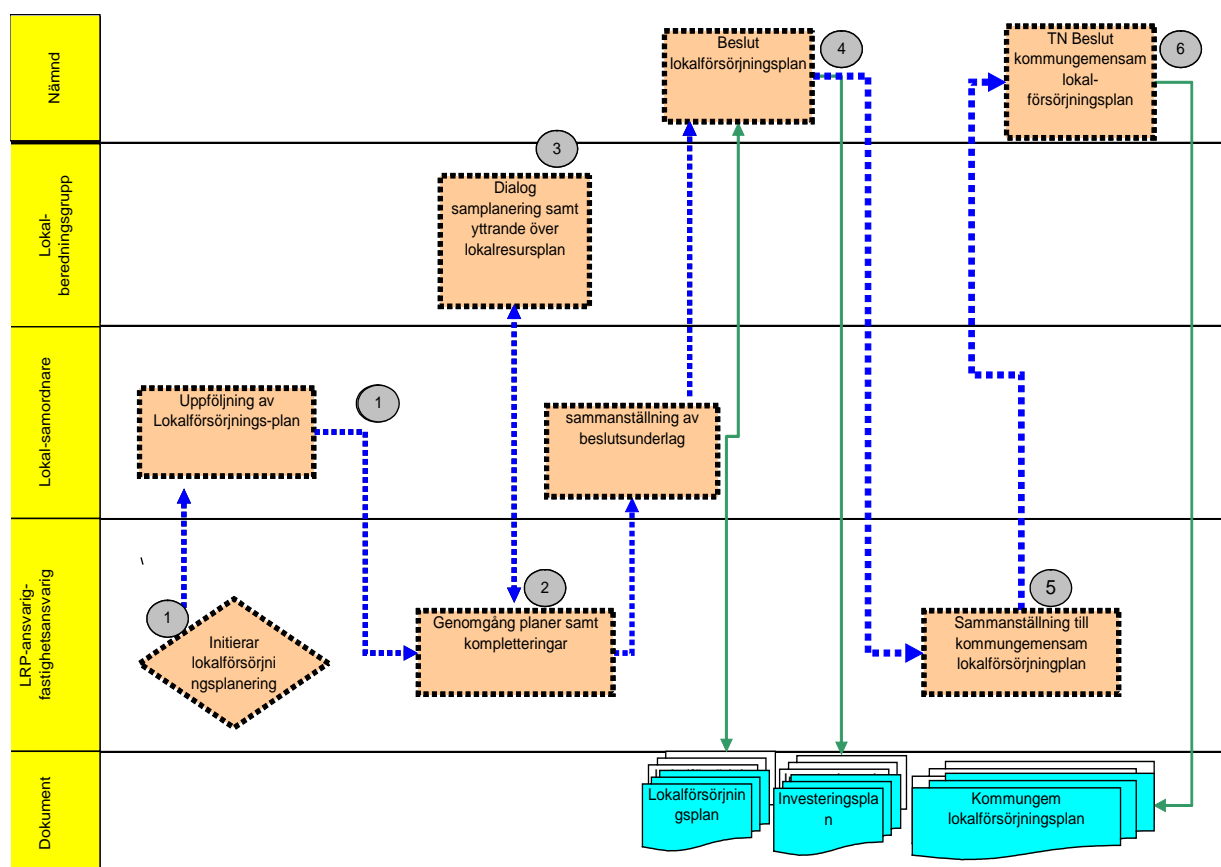 Nämnd
Beslut
lokalförsörjningsplan
4
TN Beslut
kommungemensam
lokal-
försörjningsplan
6
Lokal-
beredningsgrupp
3
Dialog
samplanering samt
yttrande över
lokalresursplan
Lokal-samordnare
Uppföljning av
Lokalförsörjnings-plan
1
sammanställning av
beslutsunderlag
LRP-ansvarig-
fastighetsansvarig
1
Initierar
lokalförsörjni
ngsplanering
2
Genomgång planer samt
kompletteringar
5
Sammanställning till
kommungemensam
lokalförsörjningplan
Dokument
Lokalförsörjnin
gsplan
Investeringspla
n
Kommungem
lokalförsörjningsplan